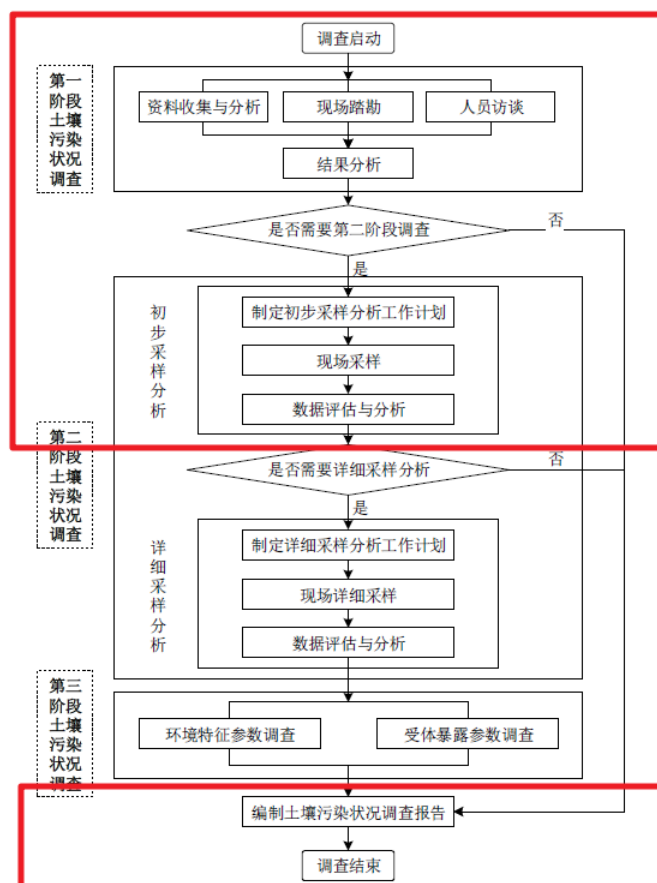 调查启动
第一阶段土壤污染状况调查
资料收集与分析
现场踏勘
人员访谈
结果分析
是否需要第二阶段调查
否
是
初步采样分析
制定初步采样分析工作计划
现场采样
数据评估与分析
第二阶段土壤污染状况调查
是否需要详细采样分析
否
是
详细采样分析
制定详细采样分析工作计划
现场详细采样
数据评估与分析
第三阶段土壤污染状况调查
环境特征参数调查
受体暴露参数调查
编制土壤污染状况调查报告
调查结束